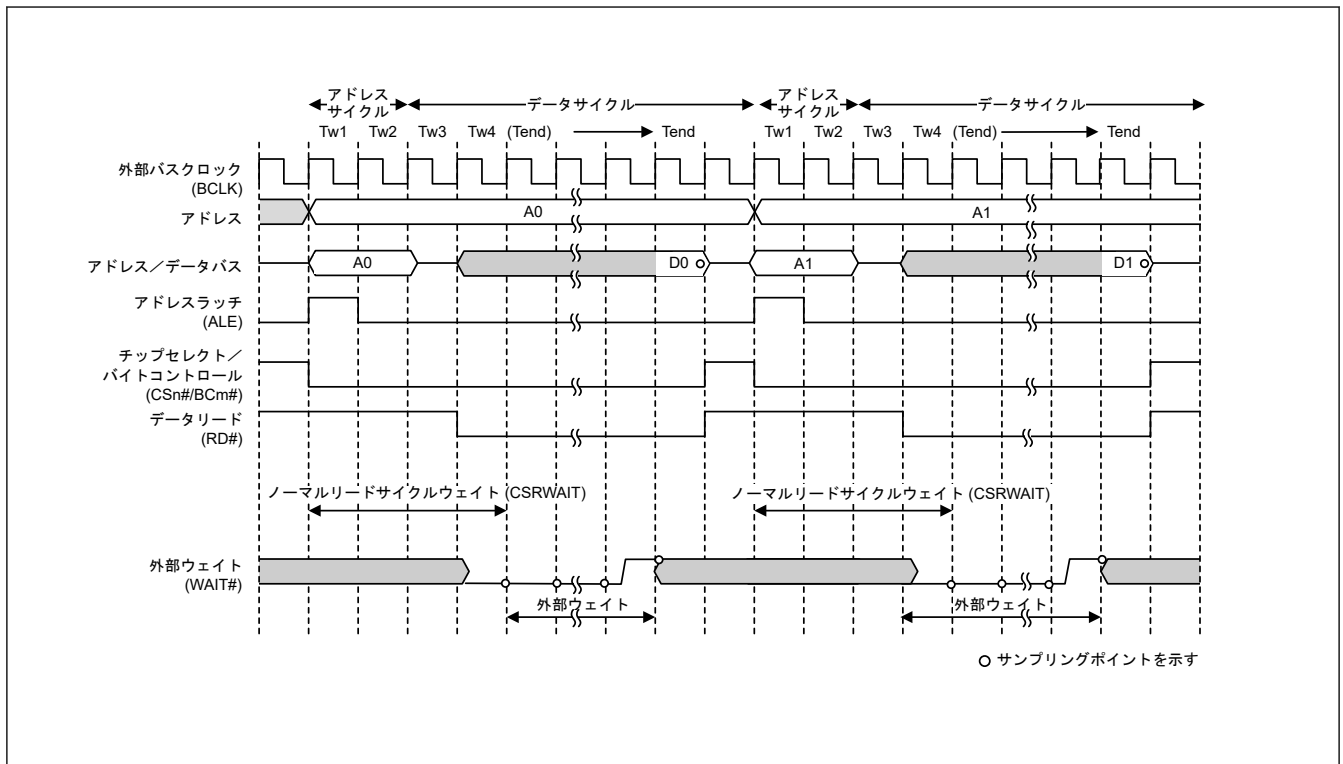 アドレス
サイクル
データサイクル
アドレス
サイクル
データサイクル
Tw1 Tw2 Tw3 Tw4 (Tend) Tend Tw1 Tw2 Tw3 Tw4 (Tend) Tend
外部バスクロック
(BCLK)
アドレス A0 A1
アドレス／データバス A0 D0 A1 D1
アドレスラッチ
(ALE)
チップセレクト／
バイトコントロール
(CSn#/BCm#)
データリード
(RD#)
ノーマルリードサイクルウェイト (CSRWAIT) ノーマルリードサイクルウェイト (CSRWAIT)
外部ウェイト
(WAIT#)
外部ウェイト 外部ウェイト
サンプリングポイントを示す